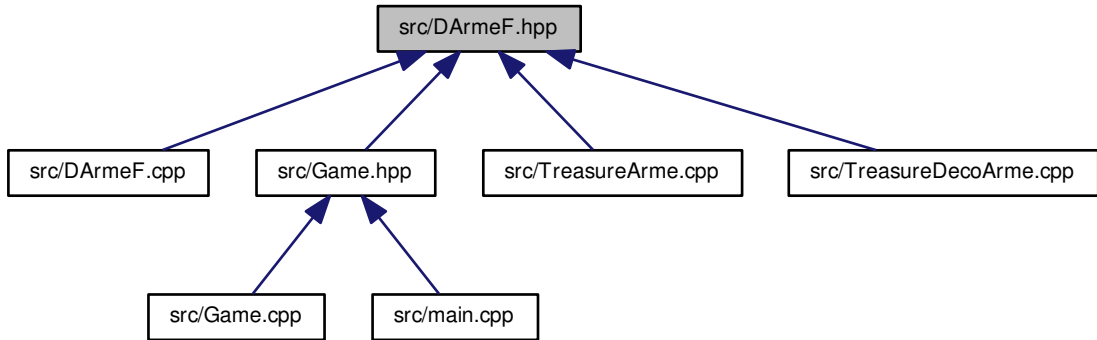 src/DArmeF.hpp
src/DArmeF.cpp
src/Game.hpp
src/TreasureArme.cpp
src/TreasureDecoArme.cpp
src/Game.cpp
src/main.cpp